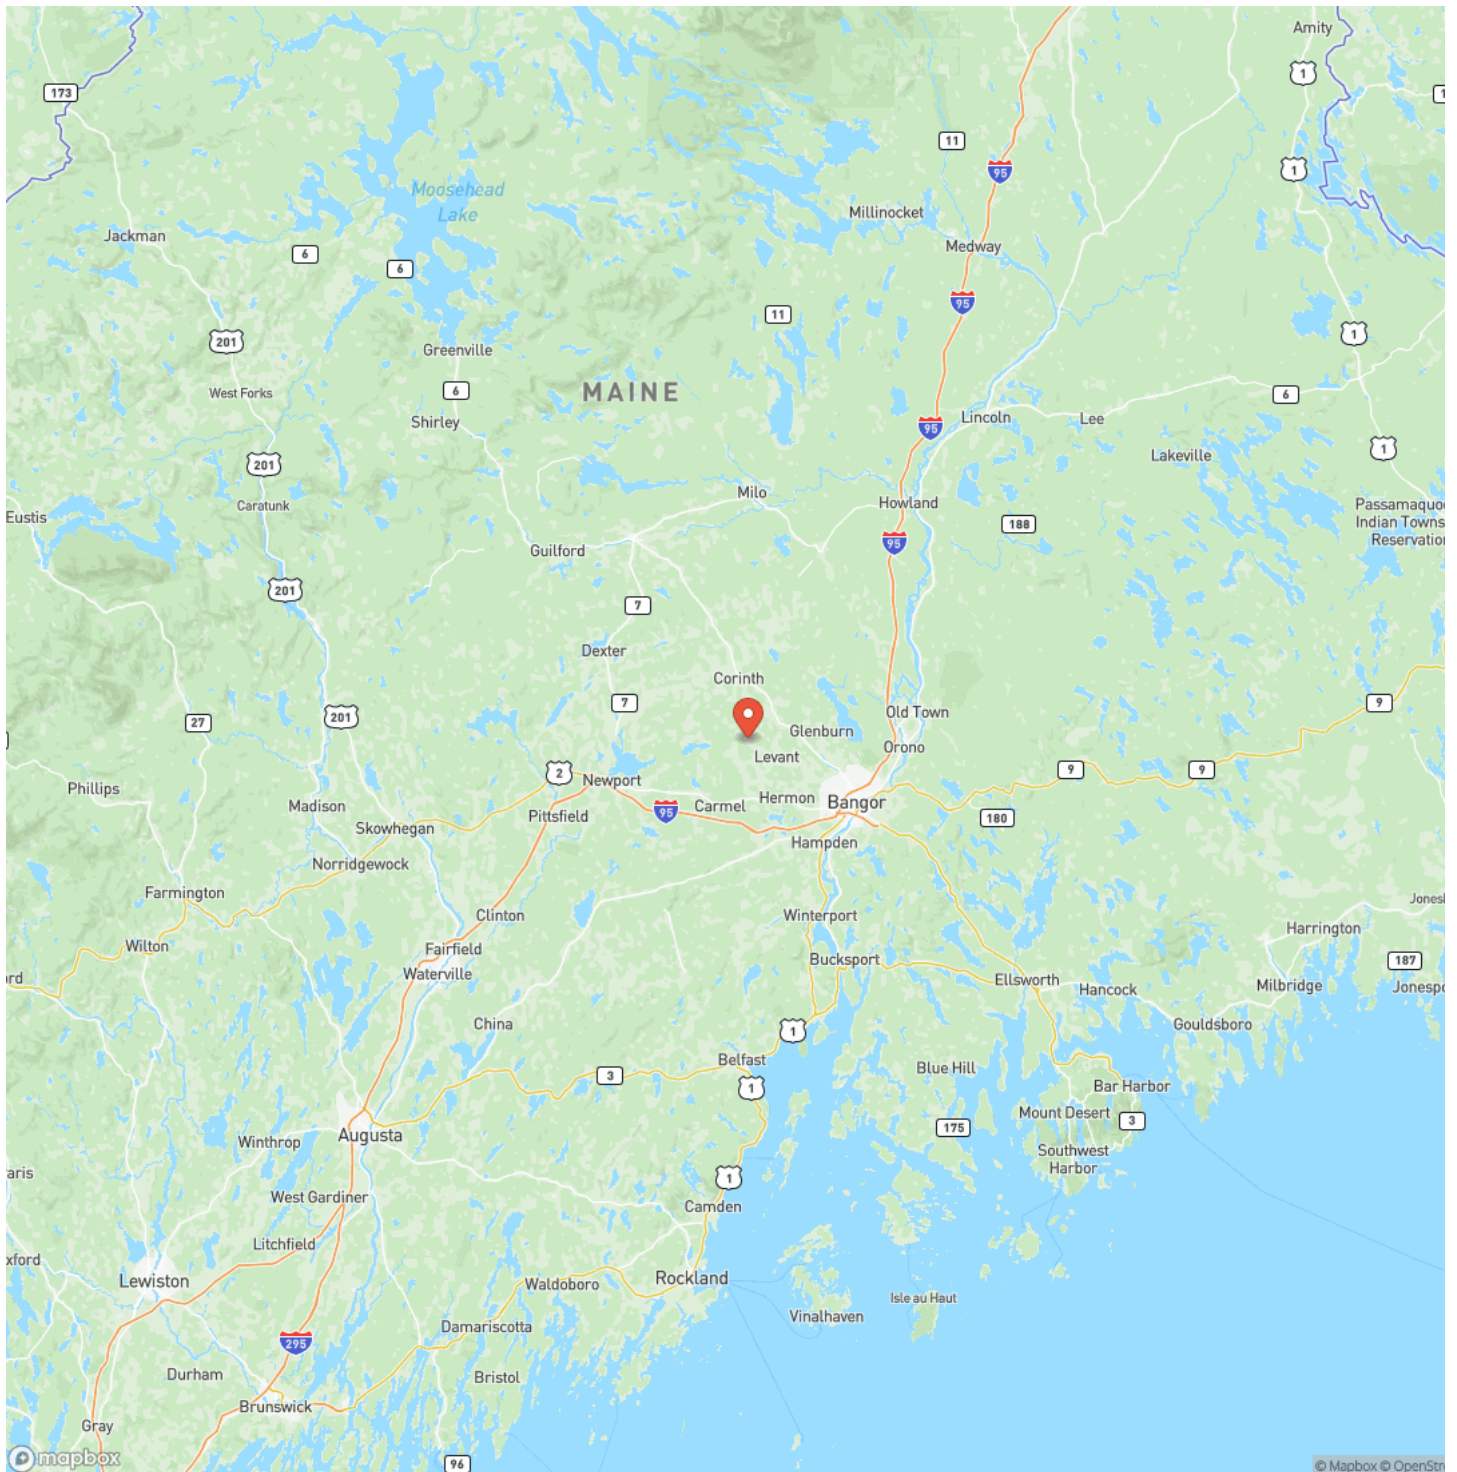 Amity
1
173
1
11
95
1
Moosehead
Lake
Millinocket
Jackman
Medway
6
6
95
11
1
201
Greenville
6
MAINE
6
West Forks
Lincoln
Lee
Shirley
95
1
Lakeville
201
Milo
Howland
Caratunk
Passamaquo
Indian Towns
Reservation
Eustis
188
95
Guilford
201
7
Dexter
Corinth
7
9
201
Old Town
27
Glenburn
Orono
Levant
2
9
9
Newport
Phillips
Hermon
Bangor
Madison
Carmel
95
Pittsfield
180
Skowhegan
Hampden
Norridgewock
Farmington
Jonesb
Clinton
Winterport
Harrington
Wilton
Fairfield
Bucksport
187
Waterville
ord
Ellsworth
Hancock
Milbridge
Jonespo
China
Gouldsboro
1
Belfast
Blue Hill
3
1
Bar Harbor
Mount Desert
3
175
Augusta
Winthrop
Southwest
Harbor
aris
1
West Gardiner
Camden
Litchfield
xford
Rockland
Lewiston
Waldoboro
Isle au Haut
Vinalhaven
Damariscotta
295
Durham
Bristol
Brunswick
Gray
mapbox
96
© Mapbox © OpenStre